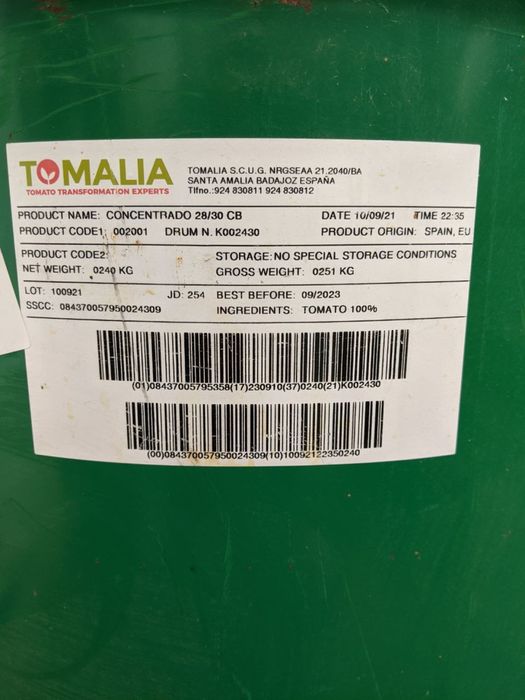 TOMALIA
TOMATO TRANSFORMATION EXPERTS
TOMALIA S.C.U.G. NRGSEAA 21.2040/BA
SANTA AMALIA BADAJOZ ESPAÑA
Tlfno.:924 830811 924 830812
PRODUCT NAME: CONCENTRADO 28/30 CB DATE 10/09/21 TIME 22:35
PRODUCT CODE1: 002001 DRUM N. K002430 PRODUCT ORIGIN: SPAIN, EU
PRODUCT CODE2: STORAGE: NO SPECIAL STORAGE CONDITIONS
NET WEIGHT: 0240 KG GROSS WEIGHT: 0251 KG
LOT: 100921 JD: 254 BEST BEFORE: 09/2023
SSCC: 084370057950024309 INGREDIENTS: TOMATO 100%
(01)08437005795358(17)230910(37)0240(21)K002430
(00)084370057950024309(10)10092122350240